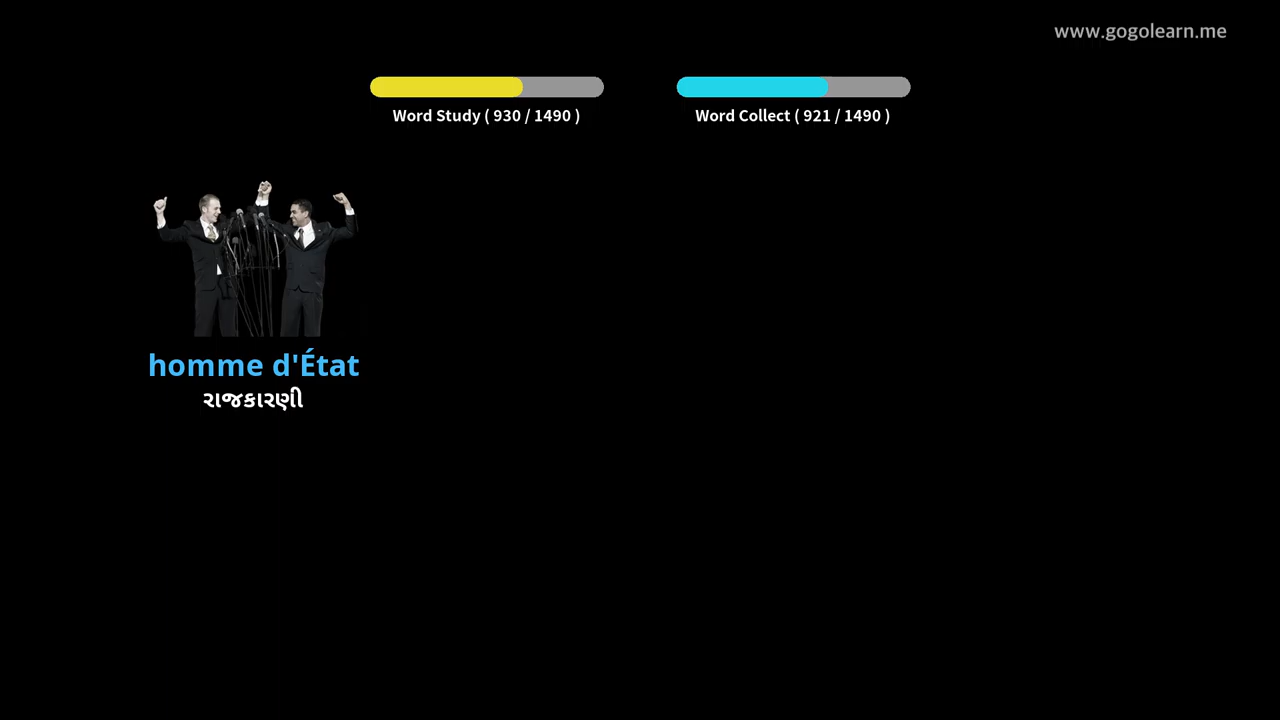 www.gogolearn.me
Word Study ( 930 / 1490 )
Word Collect ( 921 / 1490 )
homme d'État
રાજકારણી